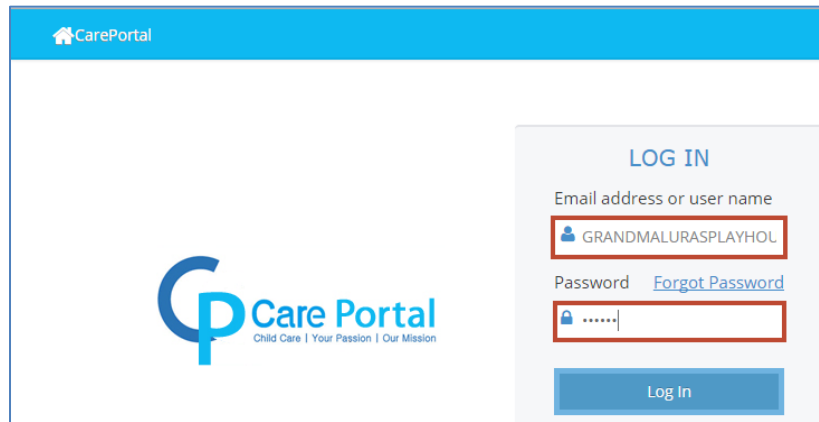 CarePortal
LOG IN
Email address or user name
GRANDMALURASPLAYHOU
Password Forgot Password
••••••
Care Portal
Child Care | Your Passion | Our Mission
Log In